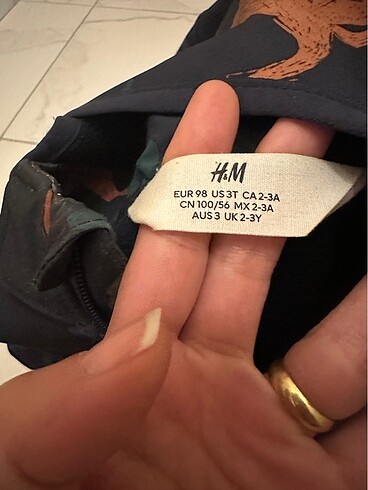 H&M
EUR 98 US 3T CA 2-3A
CN 100/56 MX 2-3A
AUS 3 UK 2-3Y